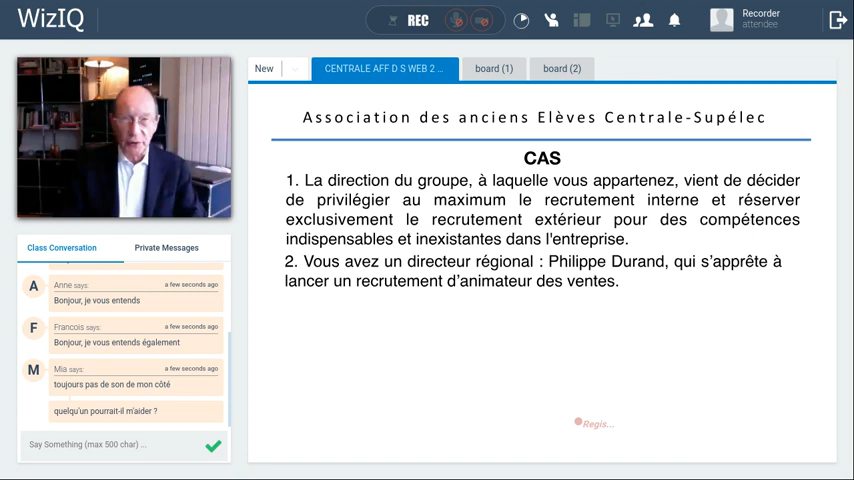 WizIQ
REC
Recorder
attendee
New
CENTRALE AFF D S WEB 2 ...
board (1)
board (2)
Association des anciens Elèves Centrale-Supélec
CAS
1. La direction du groupe, à laquelle vous appartenez, vient de décider
de privilégier au maximum le recrutement interne et réserver
exclusivement le recrutement extérieur pour des compétences
indispensables et inexistantes dans l'entreprise.
2. Vous avez un directeur régional : Philippe Durand, qui s'apprête à
lancer un recrutement d'animateur des ventes.
Regis...
Class Conversation
Private Messages
A
Anne says:
a few seconds ago
Bonjour, je vous entends
F
Francois says:
a few seconds ago
Bonjour, je vous entends également
M
Mia says:
a few seconds ago
toujours pas de son de mon côté
quelqu'un pourrait-il m'aider ?
Say Something (max 500 char) ...